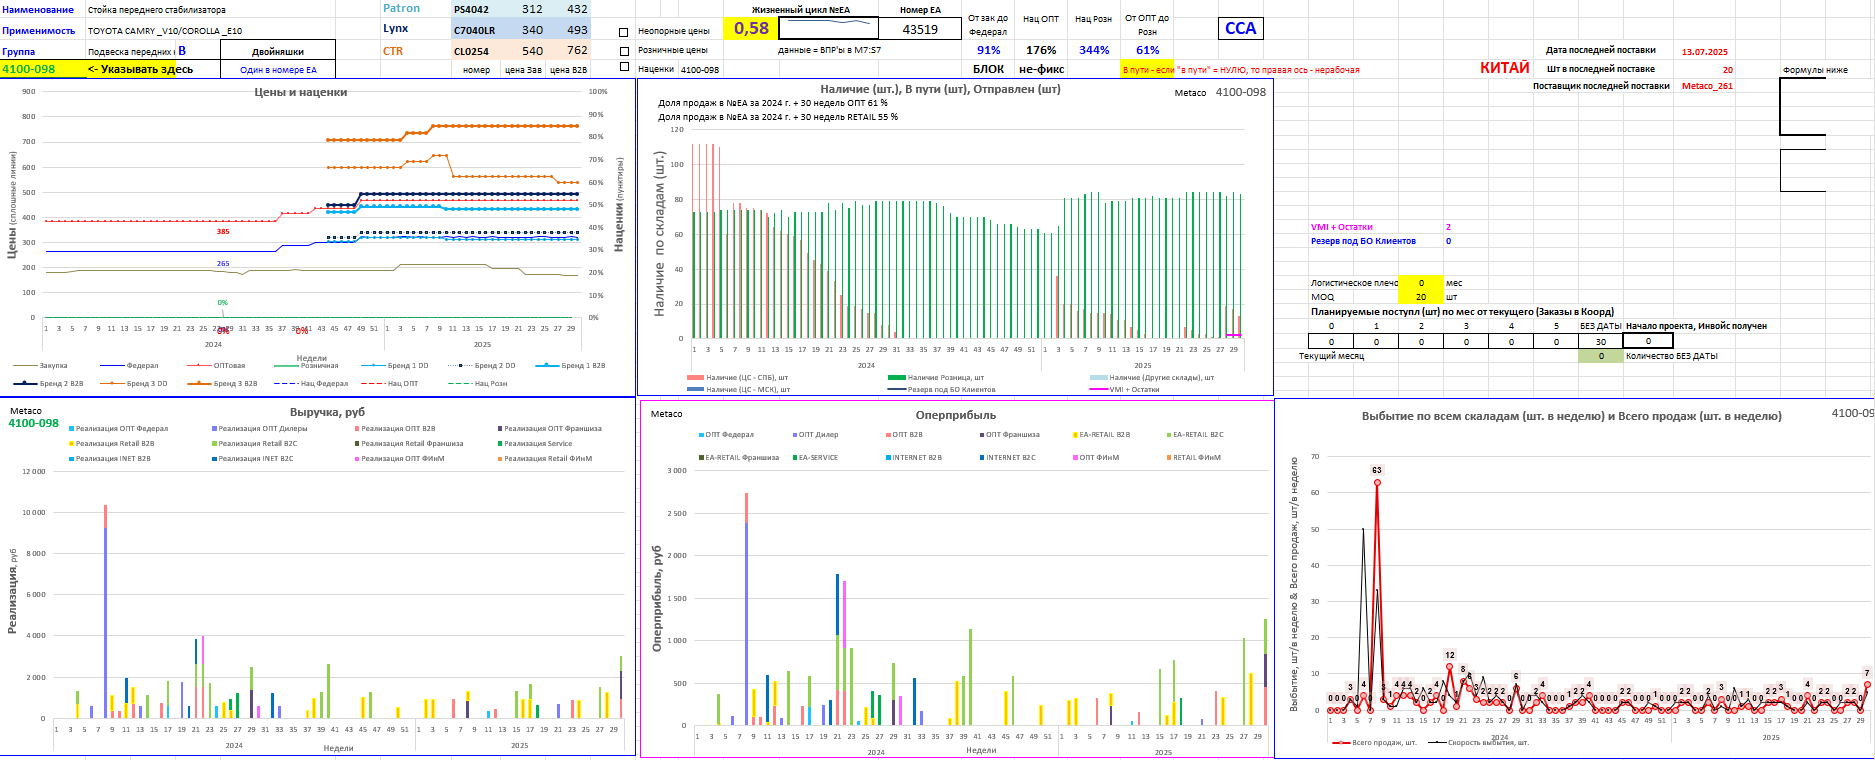 Наименование Стойка переднего стабилизатора Patron PS4042 312 432 Жизненный цикл №EA Номер EA
Применимость TOYOTA CAMRY _V10/COROLLA _E10 Lynx C7040LR 340 493 Неопорные цены 0,58 43519
От зак до Федерал Нац ОПТ Нац Розн От ОПТ до Розн CCA
Группа Подвеска передних В Двойняшки CTR CL0254 540 762 Розничные цены данные = ВПР'ы в M7:S7 91% 176% 344% 61%
Дата последней поставки 13.07.2025
4100-098 <- Указывать здесь Один в номере EA номер цена Зав цена B2B Наценки 4100-098 БЛОК не-фикс В пути - если "в пути" = НУЛЮ, то правая ось - нерабочая
КИТАЙ Шт в последней поставке 20 Формулы ниже
Поставщик последней поставки Metaco_261
Цены и наценки
900 800 700 600 500 400 300 200 100 0
100% 90% 80% 70% 60% 50% 40% 30% 20% 10% 0%
Цены (сплошные линии)
Наценки (пунктиры)
385
265
0%
0%
1 3 5 7 9 11 13 15 17 19 21 23 25 31 33 35 37 41 43 45 47 49 51 1 3 5 7 9 11 13 15 17 19 21 23 25 27 29
2024 2025
Недели
Закупка Федерал ОПТовая Розничная Бренд 1 DD Бренд 2 DD Бренд 1 B2B
Бренд 2 B2B Бренд 3 DD Бренд 3 B2B Нац Федерал Нац ОПТ Нац Розн
Наличие (шт.), В пути (шт), Отправлен (шт)
Metaco 4100-098
Доля продаж в №EA за 2024 г. + 30 недель ОПТ 61 %
Доля продаж в №EA за 2024 г. + 30 недель RETAIL 55 %
120 100 80 60 40 20 0
Наличие по складам (шт.)
1 3 5 7 9 11 13 15 17 19 21 23 25 27 29 31 33 35 37 39 41 43 45 47 49 51 1 3 5 7 9 11 13 15 17 19 21 23 25 27 29
2024 2025
Наличие (ЦС - СПБ), шт Наличие Розница, шт Наличие (Другие склады), шт
Наличие (ЦС - МСК), шт Резерв под БО Клиентов VMI + Остатки
VMI + Остатки 2
Резерв под БО Клиентов 0
Логистическое плечо 0 мес
MOQ 20 шт
Планируемые поступл (шт) по мес от текущего (Заказы в Коорд)
0 1 2 3 4 5 БЕЗ ДАТЫ Начало проекта, Инвойс получен
0 0 0 0 0 0 30 0
Текущий месяц 0 Количество БЕЗ ДАТЫ
Metaco
4100-098
Выручка, руб
Реализация ОПТ Федерал Реализация ОПТ Дилеры Реализация ОПТ B2B Реализация ОПТ Франшиза
Реализация Retail B2B Реализация Retail B2C Реализация Retail Франшиза Реализация Service
Реализация INET B2B Реализация INET B2C Реализация ОПТ ФИнМ Реализация Retail ФИнМ
12 000 10 000 8 000 6 000 4 000 2 000 0
Реализация, руб
1 3 5 7 9 11 13 15 17 19 21 23 25 27 29 31 33 35 37 39 41 43 45 47 49 51 1 3 5 7 9 11 13 15 17 19 21 23 25 27 29
2024 2025
Недели
Metaco
Оперприбыль
ОПТ Федерал ОПТ Дилер ОПТ B2B ОПТ Франшиза EA-RETAIL B2B EA-RETAIL B2C
EA-RETAIL Франшиза EA-SERVICE INTERNET B2B INTERNET B2C ОПТ ФИнМ RETAIL ФИнМ
3 000 2 500 2 000 1 500 1 000 500 0
Оперприбыль, руб
1 3 5 7 9 11 13 15 17 19 21 23 25 27 29 31 33 35 37 39 41 43 45 47 49 51 1 3 5 7 9 11 13 15 17 19 21 23 25 27 29
2024 2025
Недели
Выбытие по всем скаладам (шт. в неделю) и Всего продаж (шт. в неделю)
4100-09
70 60 50 40 30 20 10 0
Выбытие, шт/в неделю & Всего продаж, шт/в неделю
63
12
7
1 3 5 7 9 11 13 15 17 19 21 23 25 27 29 31 33 35 37 39 41 43 45 47 49 51 1 3 5 7 9 11 13 15 17 19 21 23 25 27 29
2024 2025
Всего продаж, шт. Скорость выбытия, шт.